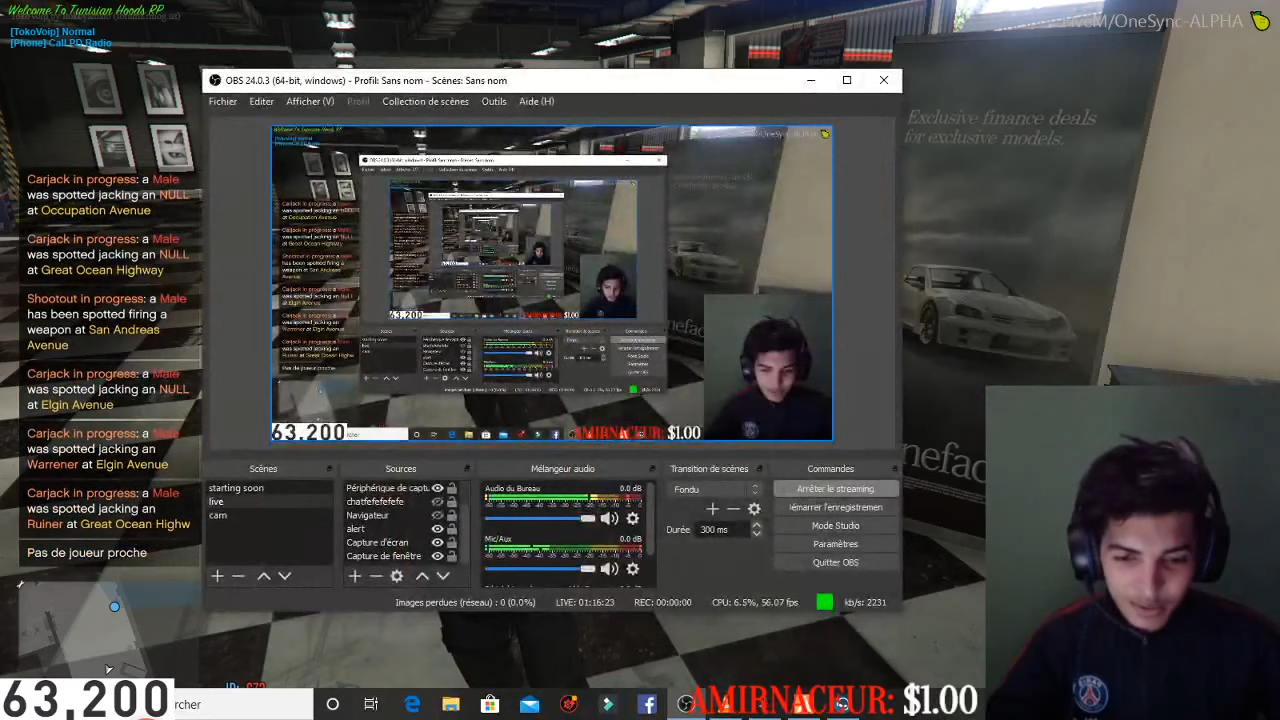 Welcome To Tunisian Hoods RP
[TokoVoip] Normal
[Phone] Call PD Radio
M/OneSync-ALPHA
Exclusive finance deals
for exclusive models.
Carjack in progress: a Male
was spotted jacking an NULL
at Occupation Avenue
Carjack in progress: a Male
was spotted jacking an NULL
at Great Ocean Highway
Shootout in progress: a Male
has been spotted firing a
weapon at San Andreas
Avenue
Carjack in progress: a Male
was spotted jacking an NULL
at Elgin Avenue
Carjack in progress: a Male
was spotted jacking an
Warrener at Elgin Avenue
Carjack in progress: a Male
was spotted jacking an
Ruiner at Great Ocean Highw
Pas de joueur proche
OBS 24.0.3 (64-bit, windows) - Profil: Sans nom - Scènes: Sans nom
Fichier Editer Afficher (V) Profil Collection de scènes Outils Aide (H)
63,200
AMIRNACEUR: $1.00
Scènes
starting soon
live
cam
Sources
Périphérique de captu
chatfefefefe
Navigateur
alert
Capture d'écran
Capture de fenêtre
Mélangeur audio
Audio du Bureau 0.0 dB
Mic/Aux 0.0 dB
Transition de scènes
Fondu
Durée 300 ms
Commandes
Arrêter le streaming
Démarrer l'enregistremen
Mode Studio
Paramètres
Quitter OBS
Images perdues (réseau) : 0 (0.0%) LIVE: 01:16:23 REC: 00:00:00 CPU: 6.5%, 56.07 fps kb/s: 2231
63,200
rcher
AMIRNACEUR: $1.00